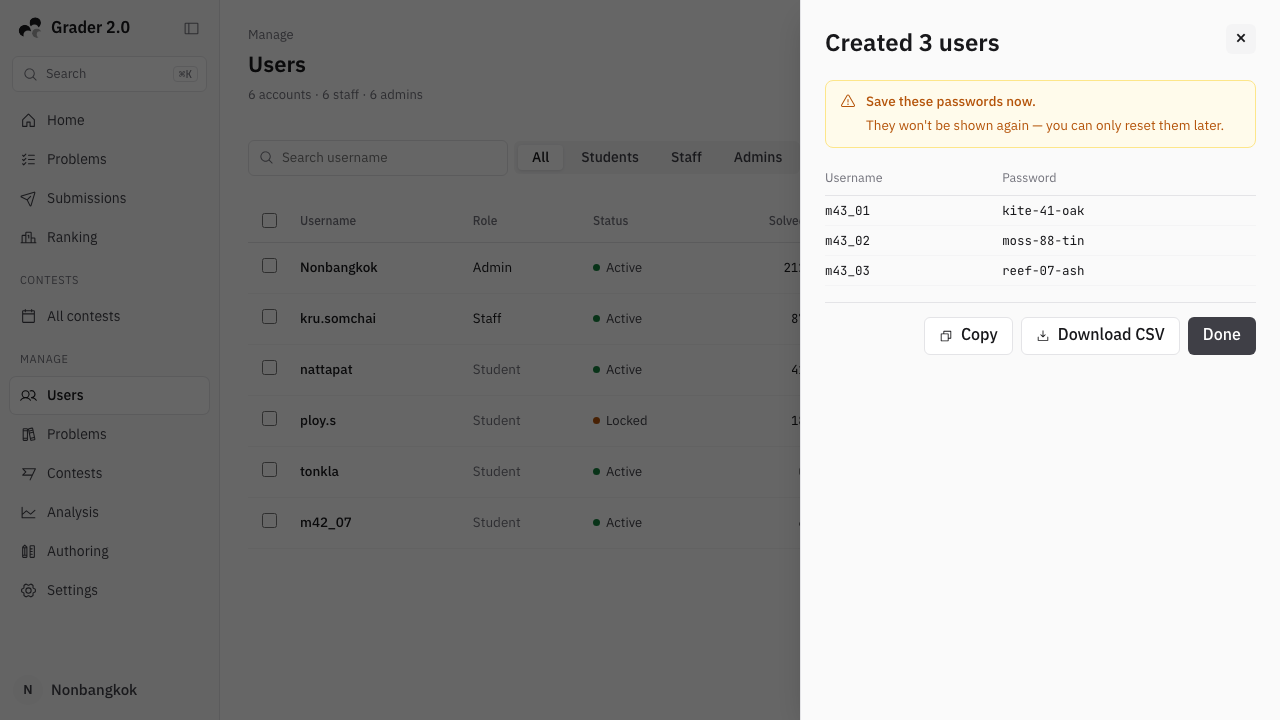 Grader 2.0
Search ⌘K
Home
Problems
Submissions
Ranking
CONTESTS
All contests
MANAGE
Users
Problems
Contests
Analysis
Authoring
Settings
N Nonbangkok
Manage
Users
6 accounts · 6 staff · 6 admins
Search username
All Students Staff Admins
Username Role Status
Nonbangkok Admin Active
kru.somchai Staff Active
nattapat Student Active
ploy.s Student Locked
tonkla Student Active
m42_07 Student Active
Created 3 users
Save these passwords now.
They won't be shown again — you can only reset them later.
Username Password
m43_01 kite-41-oak
m43_02 moss-88-tin
m43_03 reef-07-ash
Copy Download CSV Done